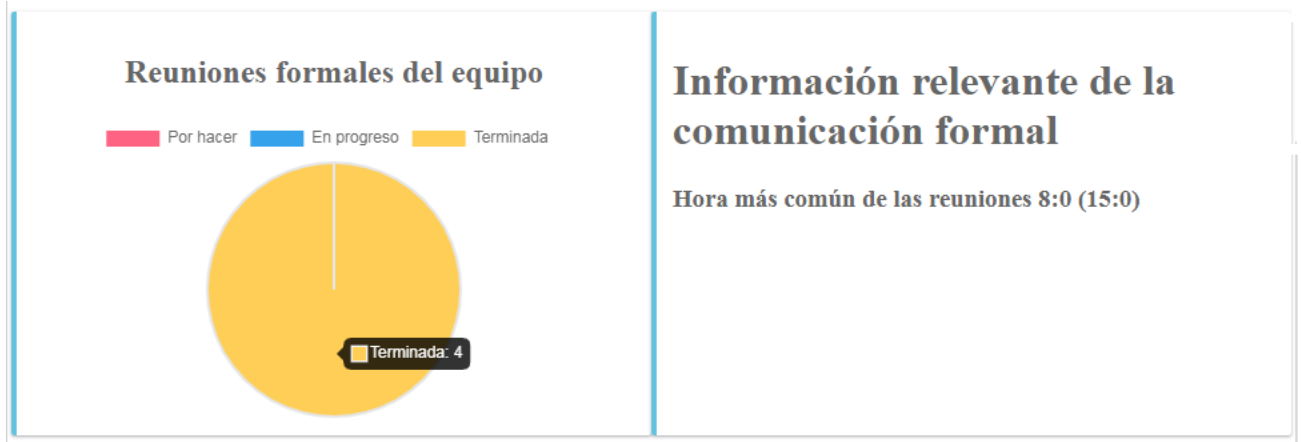 Reuniones formales del equipo
Por hacer En progreso Terminada
Terminada: 4
Información relevante de la
comunicación formal
Hora más común de las reuniones 8:0 (15:0)